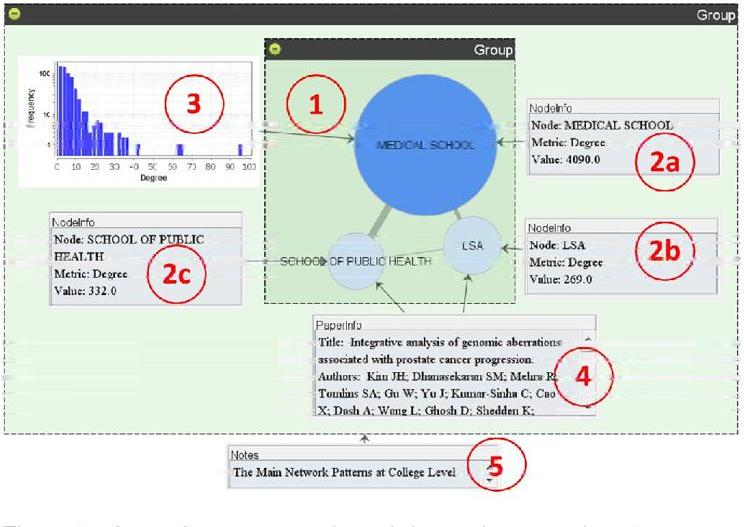 Group
Group
100
10
1
Frequency
0 10 20 30 40 50 60 70 80 90 100
Degree
3
1
MEDICAL SCHOOL
NodeInfo
Node: MEDICAL SCHOOL
Metric: Degree
Value: 4090.0
2a
NodeInfo
Node: SCHOOL OF PUBLIC
HEALTH
Metric: Degree
Value: 332.0
2c
SCHOOL OF PUBLIC HEALTH
LSA
NodeInfo
Node: LSA
Metric: Degree
Value: 269.0
2b
PaperInfo
Title: Integrative analysis of genomic aberrations
associated with prostate cancer progression.
Authors: Kim JH; Dhanasekaran SM; Mehra R;
Tomlins SA; Gu W; Yu J; Kumar-Sinha C; Cao
X; Dash A; Wang L; Ghosh D; Shedden K;
4
Notes
The Main Network Patterns at College Level
5